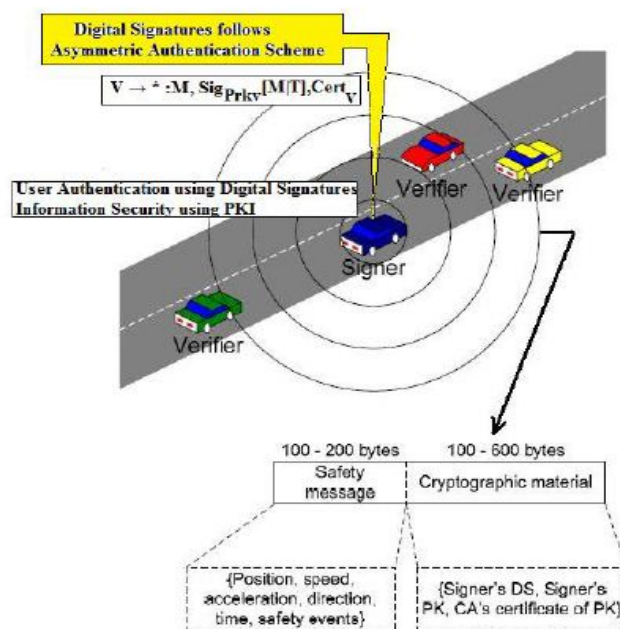 Digital Signatures follows
Asymmetric Authentication Scheme
V → * :M, Sig_Prkv[M|T],Cert_V
User Authentication using Digital Signatures
Information Security using PKI
Verifier
Verifier
Signer
Verifier
100 - 200 bytes
100 - 600 bytes
Safety
message
Cryptographic material
{Position, speed,
acceleration, direction,
time, safety events}
{Signer's DS, Signer's
PK, CA's certificate of PK}